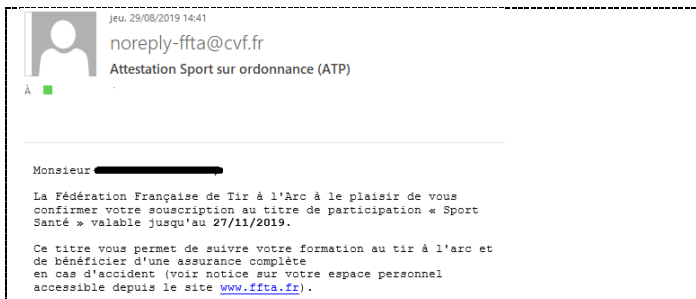 jeu. 29/08/2019 14:41
noreply-ffta@cvf.fr
Attestation Sport sur ordonnance (ATP)
À
Monsieur
La Fédération Française de Tir à l'Arc à le plaisir de vous
confirmer votre souscription au titre de participation « Sport
Santé » valable jusqu'au 27/11/2019.
Ce titre vous permet de suivre votre formation au tir à l'arc et
de bénéficier d'une assurance complète
en cas d'accident (voir notice sur votre espace personnel
accessible depuis le site www.ffta.fr).